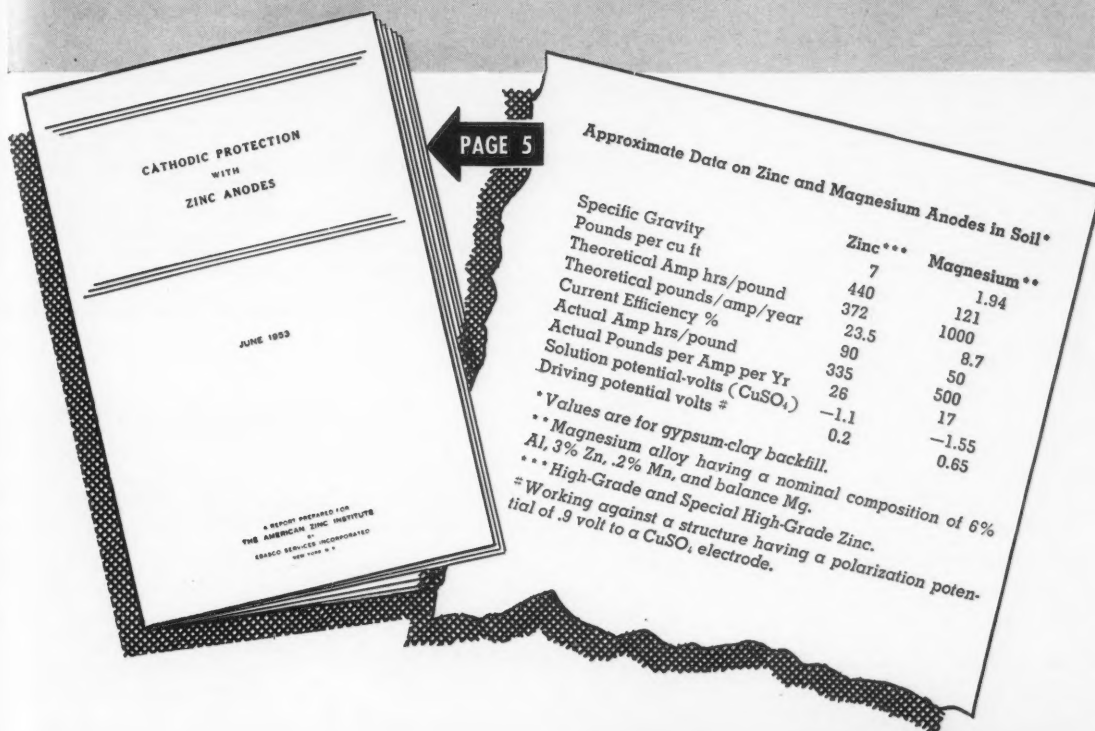 CATHODIC PROTECTION
WITH
ZINC ANODES
JUNE 1953
A REPORT PREPARED FOR
THE AMERICAN ZINC INSTITUTE
BY
EBASCO SERVICES INCORPORATED
NEW YORK N.Y.
PAGE 5
Approximate Data on Zinc and Magnesium Anodes in Soil*
Zinc*** Magnesium**
Specific Gravity 7 1.94
Pounds per cu ft 440 121
Theoretical Amp hrs/pound 372 1000
Theoretical pounds/amp/year 23.5 8.7
Current Efficiency % 90 50
Actual Amp hrs/pound 335 500
Actual Pounds per Amp per Yr 26 17
Solution potential-volts (CuSO₄) –1.1 –1.55
Driving potential volts # 0.2 0.65
*Values are for gypsum-clay backfill.
**Magnesium alloy having a nominal composition of 6%
Al, 3% Zn, .2% Mn, and balance Mg.
***High-Grade and Special High-Grade Zinc.
#Working against a structure having a polarization poten-
tial of .9 volt to a CuSO₄ electrode.